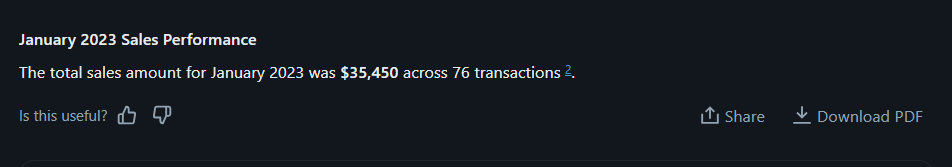 January 2023 Sales Performance
The total sales amount for January 2023 was $35,450 across 76 transactions 2.
Is this useful? Share Download PDF